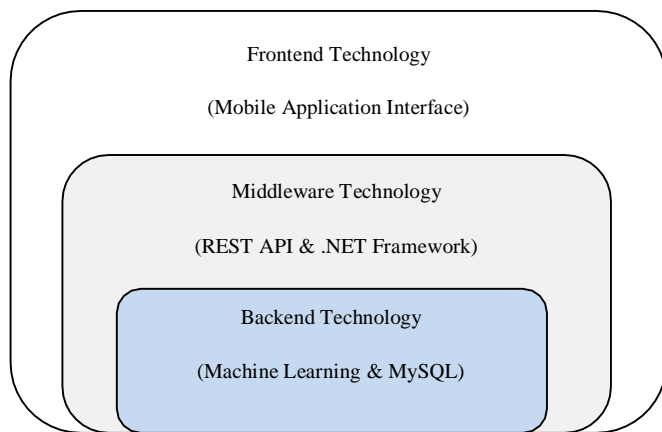 Frontend Technology
(Mobile Application Interface)
Middleware Technology
(REST API & .NET Framework)
Backend Technology
(Machine Learning & MySQL)